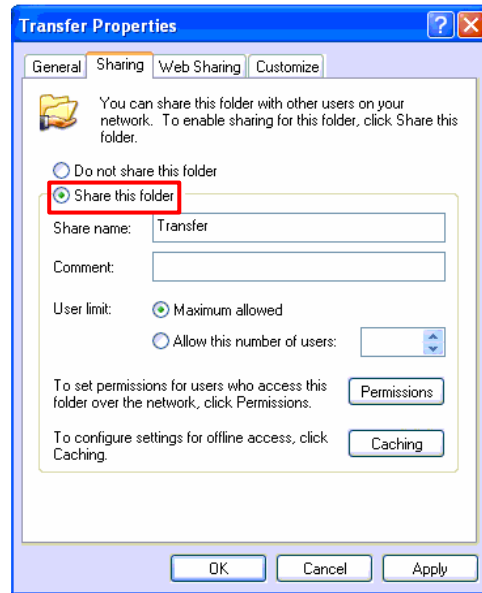 Transfer Properties
General Sharing Web Sharing Customize
You can share this folder with other users on your
network. To enable sharing for this folder, click Share this
folder.
Do not share this folder
Share this folder
Share name: Transfer
Comment:
User limit: Maximum allowed
Allow this number of users:
To set permissions for users who access this
folder over the network, click Permissions.
Permissions
To configure settings for offline access, click
Caching.
Caching
OK Cancel Apply